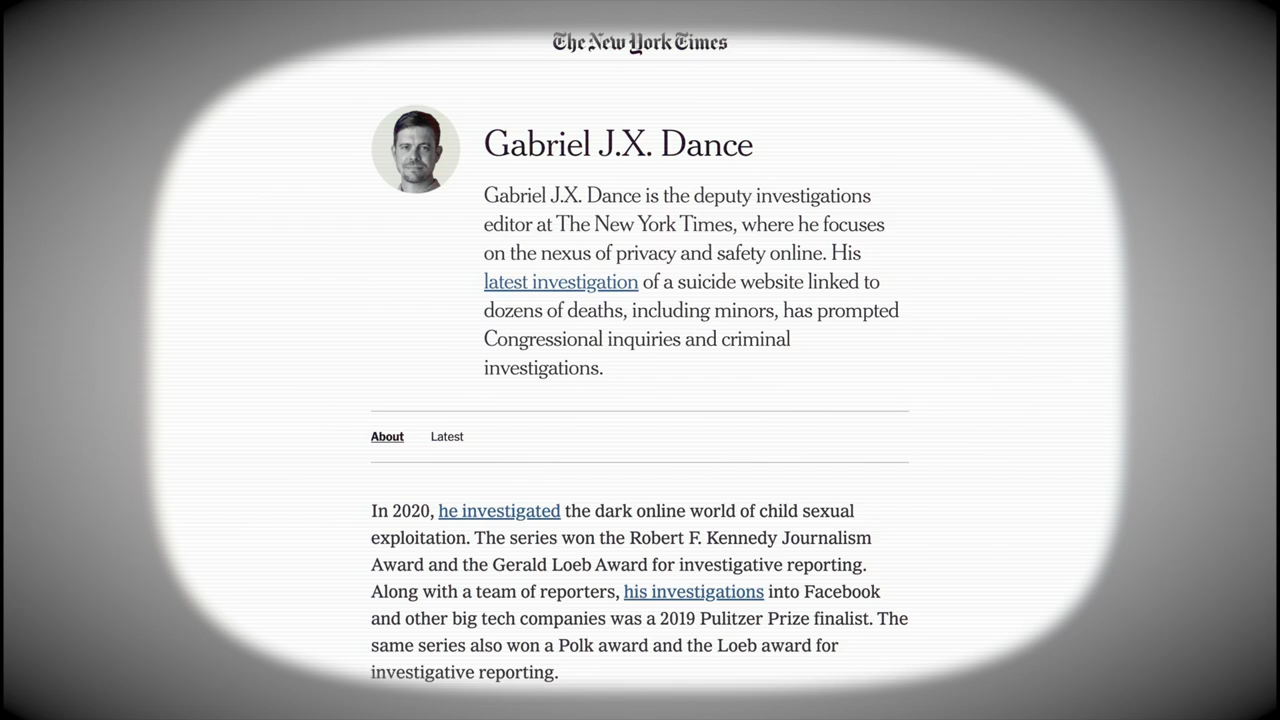 The New York Times
Gabriel J.X. Dance
Gabriel J.X. Dance is the deputy investigations
editor at The New York Times, where he focuses
on the nexus of privacy and safety online. His
latest investigation of a suicide website linked to
dozens of deaths, including minors, has prompted
Congressional inquiries and criminal
investigations.
About Latest
In 2020, he investigated the dark online world of child sexual
exploitation. The series won the Robert F. Kennedy Journalism
Award and the Gerald Loeb Award for investigative reporting.
Along with a team of reporters, his investigations into Facebook
and other big tech companies was a 2019 Pulitzer Prize finalist. The
same series also won a Polk award and the Loeb award for
investigative reporting.